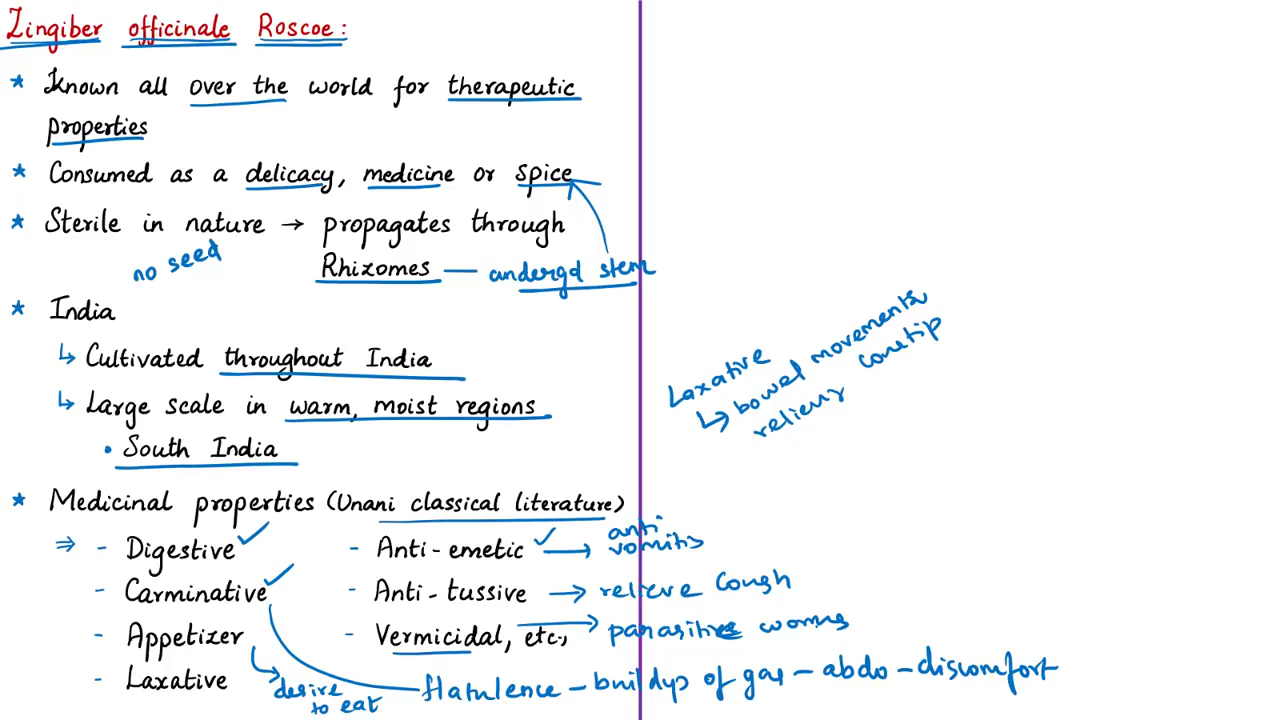 Zingiber officinale Roscoe:
* Known all over the world for therapeutic
properties
* Consumed as a delicacy, medicine or spice
* Sterile in nature → propagates through
no seed
Rhizomes — undergd stem
* India
↳ Cultivated throughout India
↳ Large scale in warm, moist regions
• South India
Laxative
↳ bowel movements
constip
* Medicinal properties (Unani classical literature)
⇒ - Digestive ✓
- Carminative ✓
- Appetizer
- Laxative
- Anti-emetic ✓ → anti
vomitis
- Anti-tussive → relieve cough
- Vermicidal, etc, → worms
desire
to eat
flatulence - buildup of gas - abdo - discomfort